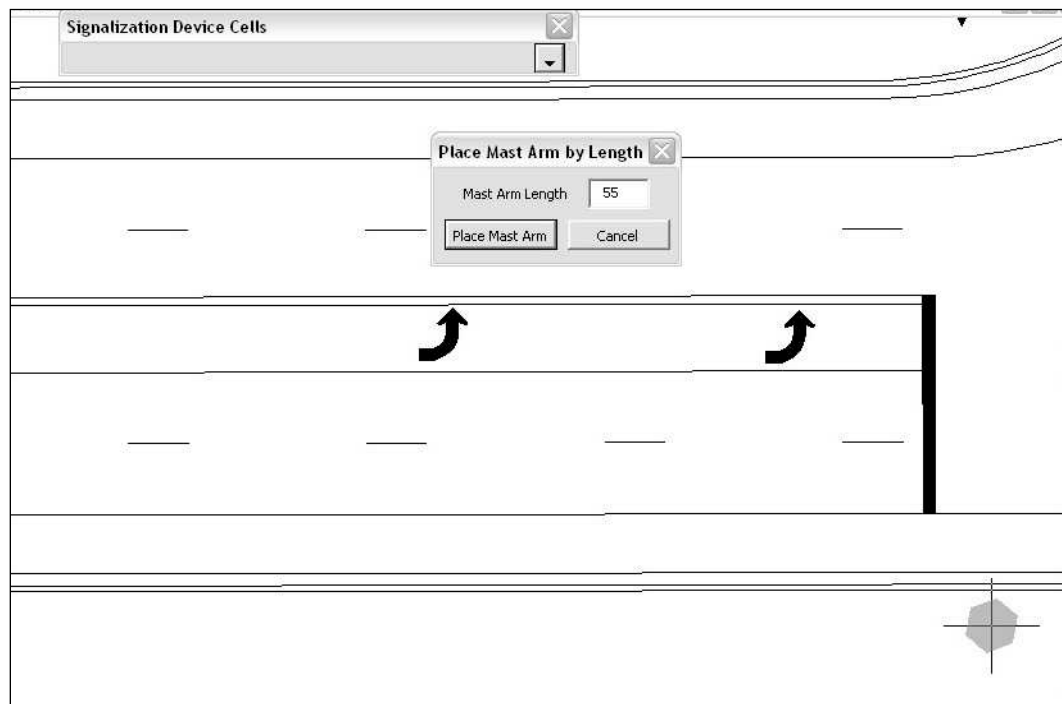 Signalization Device Cells
Place Mast Arm by Length
Mast Arm Length 55
Place Mast Arm Cancel